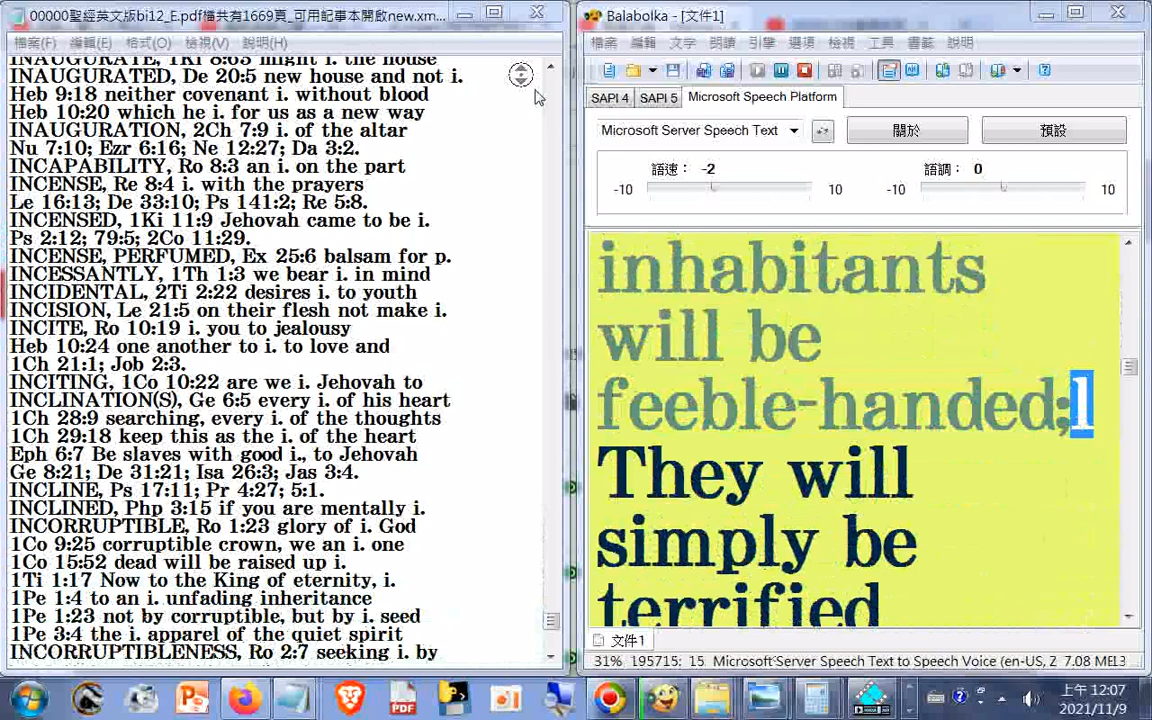 00000聖經英文版bi12_E.pdf檔共有1669頁_可用記事本開啟new.xm...
檔案(F) 編輯(E) 格式(O) 檢視(V) 說明(H)
INAUGURATE, 1Ki 8:63 might i. the house
INAUGURATED, De 20:5 new house and not i.
Heb 9:18 neither covenant i. without blood
Heb 10:20 which he i. for us as a new way
INAUGURATION, 2Ch 7:9 i. of the altar
Nu 7:10; Ezr 6:16; Ne 12:27; Da 3:2.
INCAPABILITY, Ro 8:3 an i. on the part
INCENSE, Re 8:4 i. with the prayers
Le 16:13; De 33:10; Ps 141:2; Re 5:8.
INCENSED, 1Ki 11:9 Jehovah came to be i.
Ps 2:12; 79:5; 2Co 11:29.
INCENSE, PERFUMED, Ex 25:6 balsam for p.
INCESSANTLY, 1Th 1:3 we bear i. in mind
INCIDENTAL, 2Ti 2:22 desires i. to youth
INCISION, Le 21:5 on their flesh not make i.
INCITE, Ro 10:19 i. you to jealousy
Heb 10:24 one another to i. to love and
1Ch 21:1; Job 2:3.
INCITING, 1Co 10:22 are we i. Jehovah to
INCLINATION(S), Ge 6:5 every i. of his heart
1Ch 28:9 searching, every i. of the thoughts
1Ch 29:18 keep this as the i. of the heart
Eph 6:7 Be slaves with good i., to Jehovah
Ge 8:21; De 31:21; Isa 26:3; Jas 3:4.
INCLINE, Ps 17:11; Pr 4:27; 5:1.
INCLINED, Php 3:15 if you are mentally i.
INCORRUPTIBLE, Ro 1:23 glory of i. God
1Co 9:25 corruptible crown, we an i. one
1Co 15:52 dead will be raised up i.
1Ti 1:17 Now to the King of eternity, i.
1Pe 1:4 to an i. unfading inheritance
1Pe 1:23 not by corruptible, but by i. seed
1Pe 3:4 the i. apparel of the quiet spirit
INCORRUPTIBLENESS, Ro 2:7 seeking i. by
Balabolka - [文件1]
檔案 編輯 文字 朗讀 引擎 選項 檢視 工具 書籤 說明
SAPI 4 SAPI 5 Microsoft Speech Platform
Microsoft Server Speech Text 關於 預設
語速： -2 語調： 0
-10 10 -10 10
inhabitants
will be
feeble-handed;l
They will
simply be
terrified
文件1
31% 195715: 15 Microsoft Server Speech Text to Speech Voice (en-US, Z 7.08 МБ
上午 12:07
2021/11/9